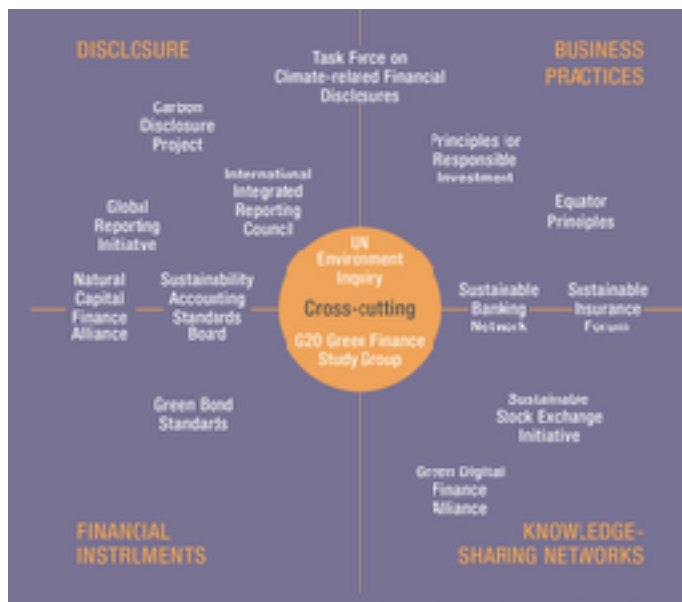 DISCLOSURE
BUSINESS
PRACTICES
Task Force on
Climate-related Financial
Disclosures
Carbon
Disclosure
Project
Principles for
Responsible
Investment
International
Integrated
Reporting
Council
Equator
Principles
Global
Reporting
Initiative
UN
Environment
Inquiry
Natural
Capital
Finance
Alliance
Sustainability
Accounting
Standards
Board
Cross-cutting
Sustainable
Banking
Network
Sustainable
Insurance
Forum
G20 Green Finance
Study Group
Green Bond
Standards
Sustainable
Stock Exchange
Initiative
Green Digital
Finance
Alliance
FINANCIAL
INSTRUMENTS
KNOWLEDGE-
SHARING NETWORKS